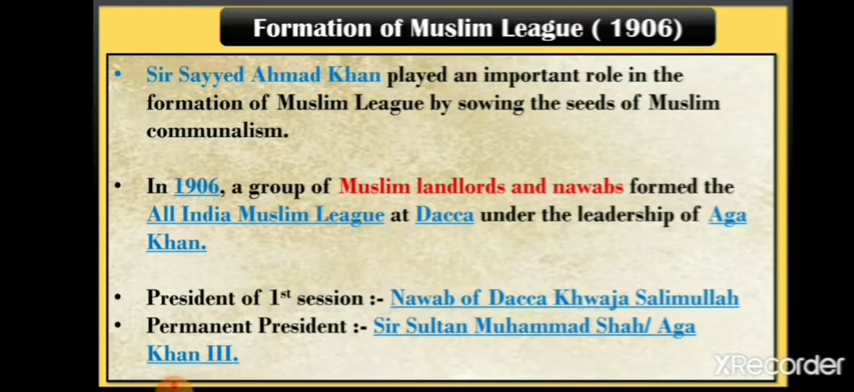 Formation of Muslim League ( 1906)
• Sir Sayyed Ahmad Khan played an important role in the
formation of Muslim League by sowing the seeds of Muslim
communalism.
• In 1906, a group of Muslim landlords and nawabs formed the
All India Muslim League at Dacca under the leadership of Aga
Khan.
• President of 1st session :- Nawab of Dacca Khwaja Salimullah
• Permanent President :- Sir Sultan Muhammad Shah/ Aga
Khan III.
XRecorder